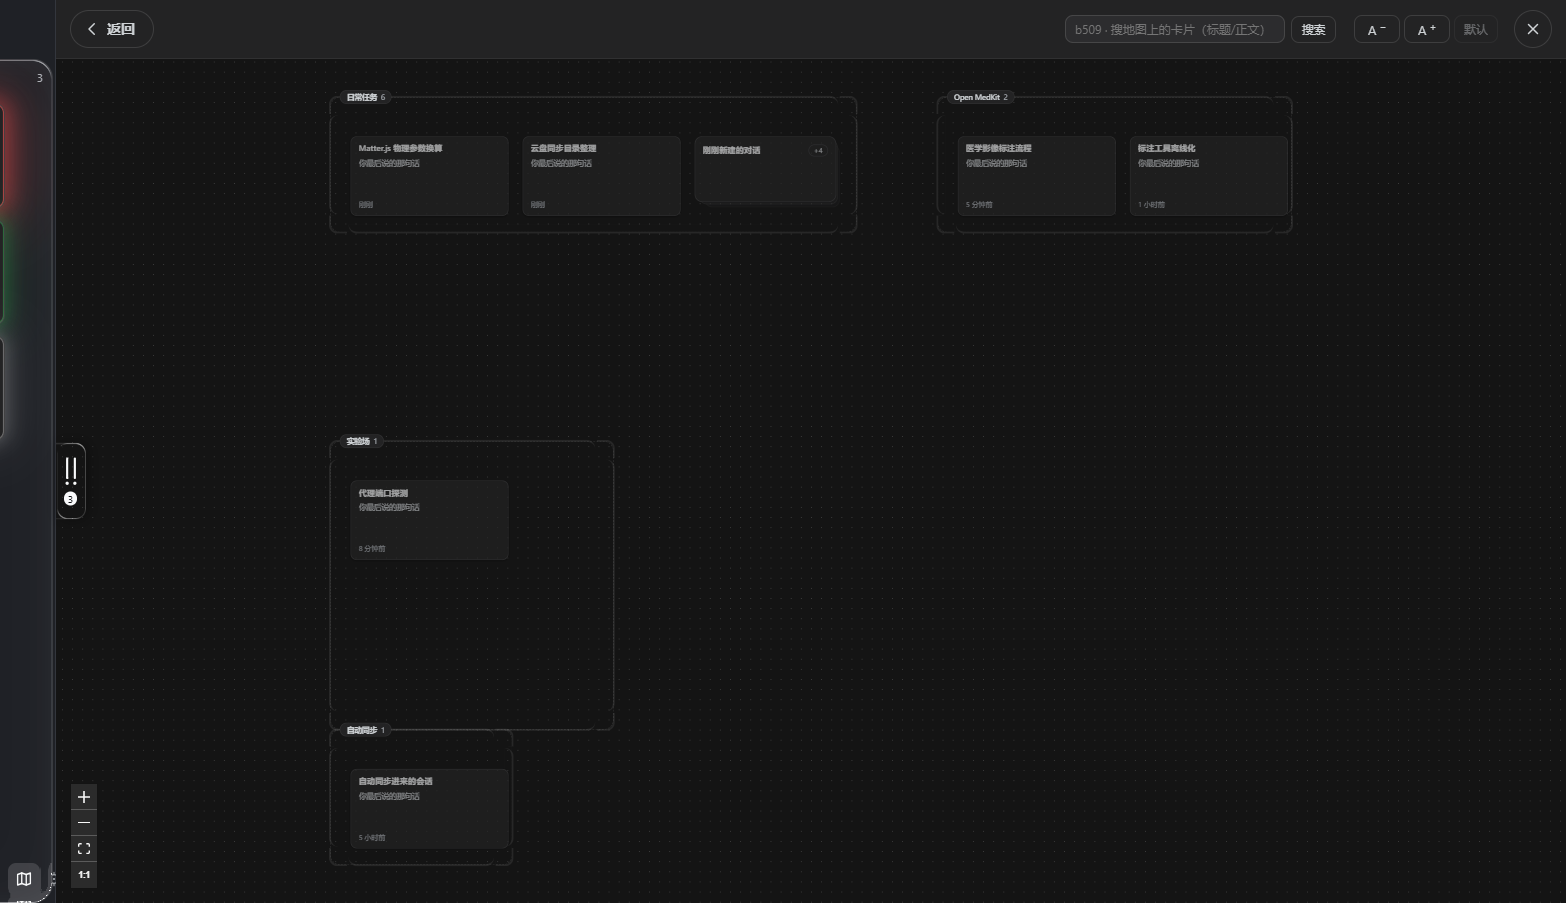 返回
b509 · 搜地图上的卡片（标题/正文）
搜索
A⁻
A⁺
默认
3
日常任务 6
Matter.js 物理参数换算
你最后说的那句话
刚刚
云盘同步目录整理
你最后说的那句话
刚刚
刚刚新建的对话
+4
Open MedKit 2
医学影像标注流程
你最后说的那句话
5 分钟前
标注工具离线化
你最后说的那句话
1 小时前
实验场 1
代理端口探测
你最后说的那句话
8 分钟前
!!
3
自动同步 1
自动同步进来的会话
你最后说的那句话
5 小时前
1:1